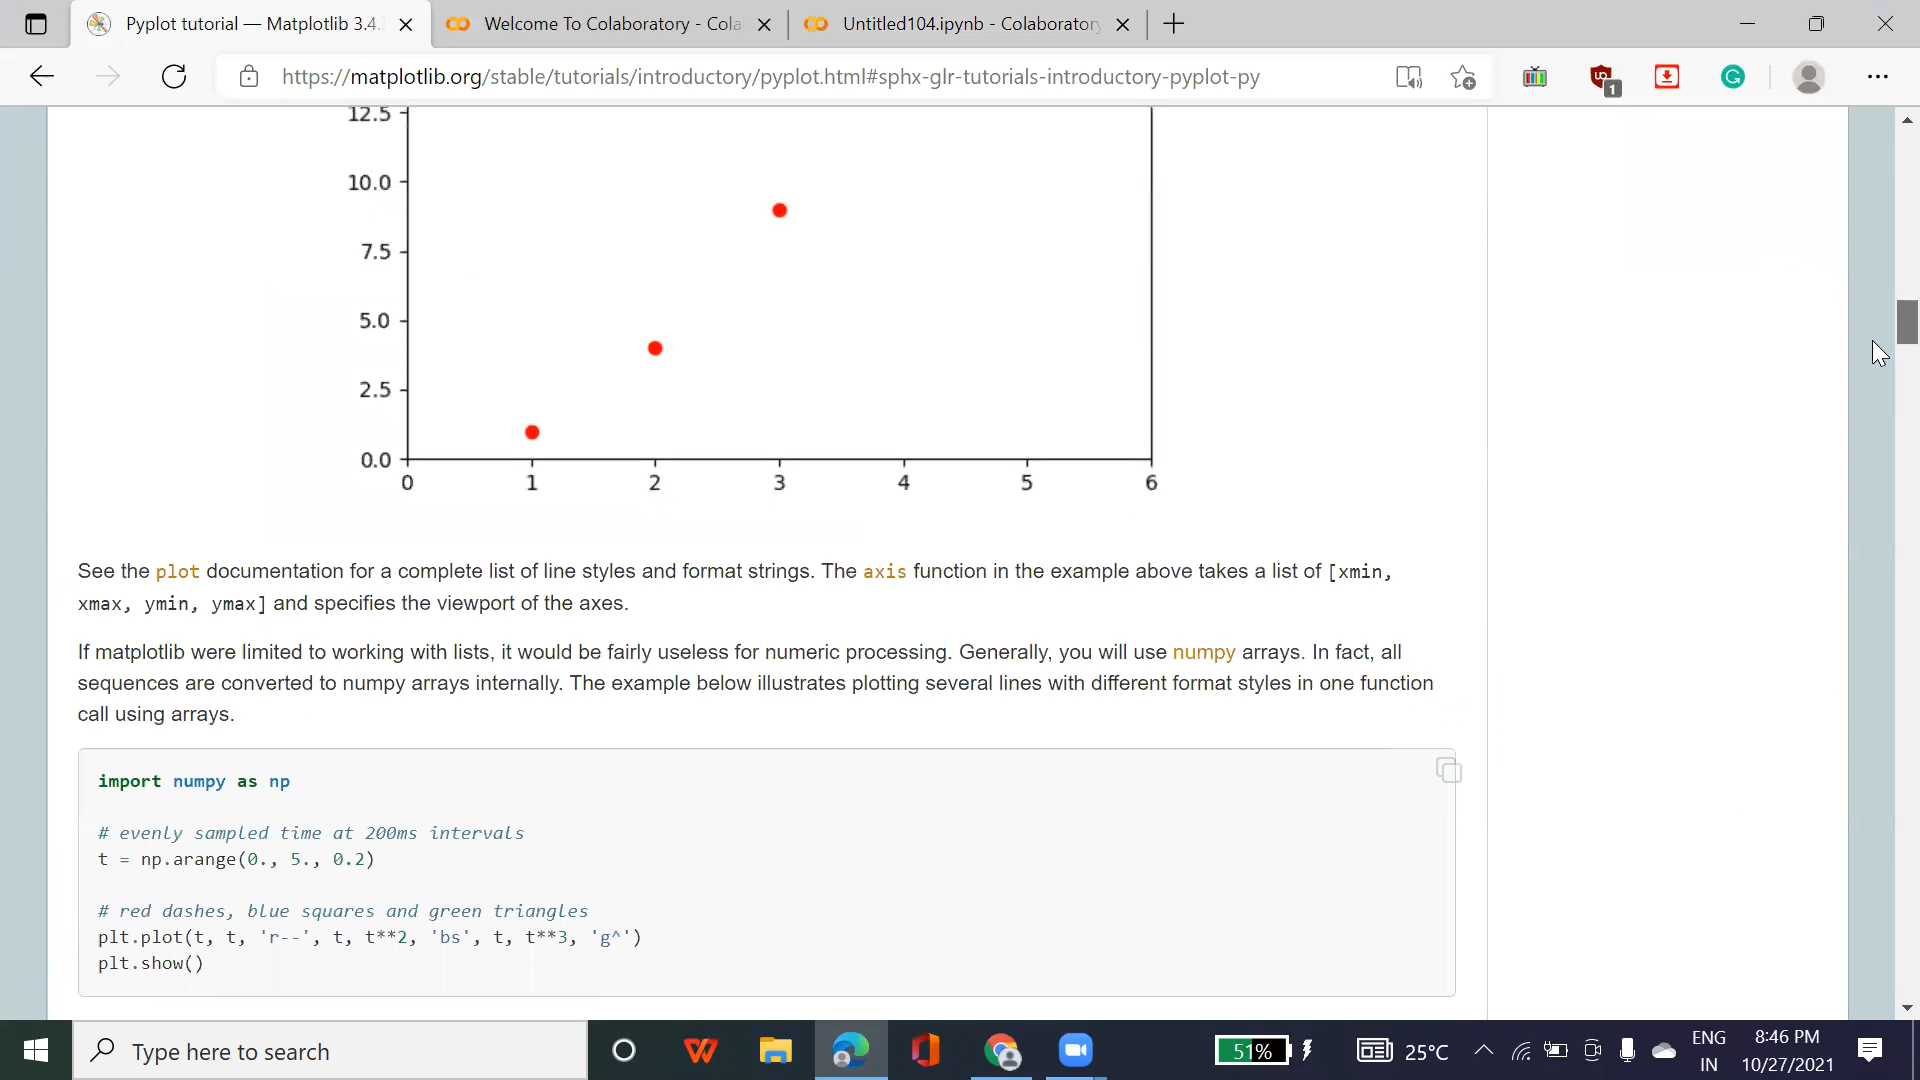 Pyplot tutorial — Matplotlib 3.4.
Welcome To Colaboratory - Cola
Untitled104.ipynb - Colaboratory
https://matplotlib.org/stable/tutorials/introductory/pyplot.html#sphx-glr-tutorials-introductory-pyplot-py
1
12.5
10.0
7.5
5.0
2.5
0.0
0 1 2 3 4 5 6
See the plot documentation for a complete list of line styles and format strings. The axis function in the example above takes a list of [xmin,
xmax, ymin, ymax] and specifies the viewport of the axes.
If matplotlib were limited to working with lists, it would be fairly useless for numeric processing. Generally, you will use numpy arrays. In fact, all
sequences are converted to numpy arrays internally. The example below illustrates plotting several lines with different format styles in one function
call using arrays.
import numpy as np
# evenly sampled time at 200ms intervals
t = np.arange(0., 5., 0.2)
# red dashes, blue squares and green triangles
plt.plot(t, t, 'r--', t, t**2, 'bs', t, t**3, 'g^')
plt.show()
Type here to search
51%
25°C
ENG
IN
8:46 PM
10/27/2021